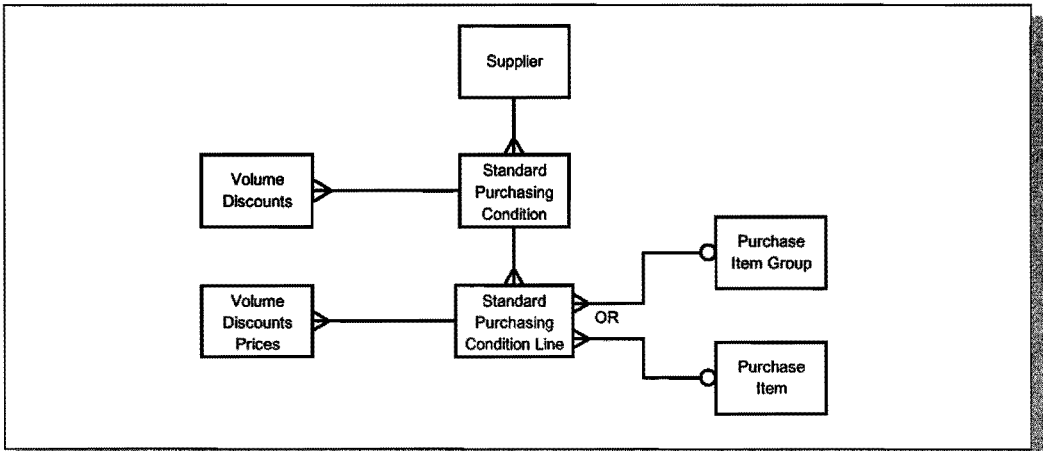 Supplier
Volume
Discounts
Standard
Purchasing
Condition
Purchase
Item Group
Volume
Discounts
Prices
Standard
Purchasing
Condition Line
OR
Purchase
Item